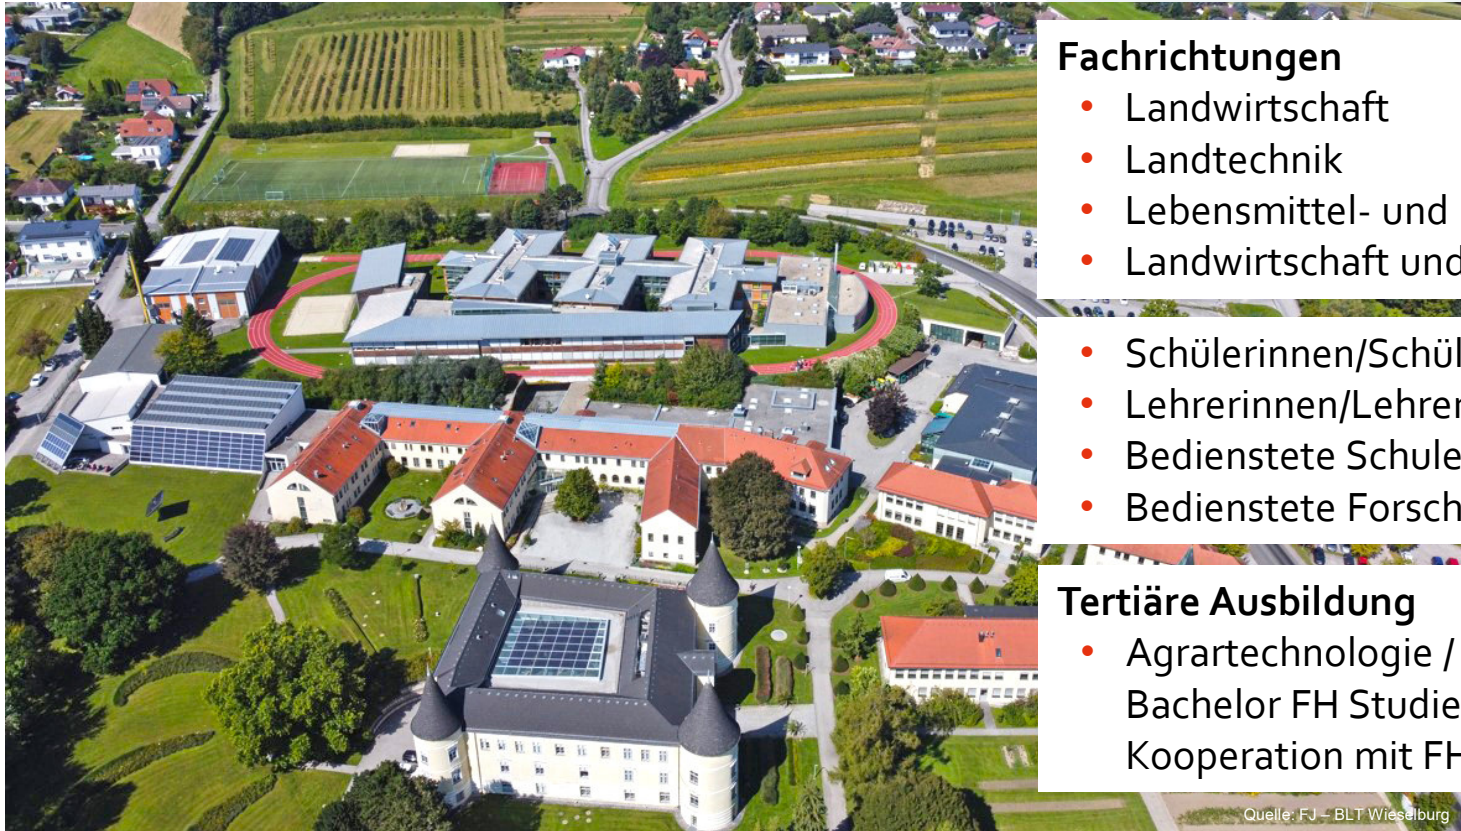 Fachrichtungen
• Landwirtschaft
• Landtechnik
• Lebensmittel- und
• Landwirtschaft und
• Schülerinnen/Schül
• Lehrerinnen/Lehrer
• Bedienstete Schule
• Bedienstete Forsch
Tertiäre Ausbildung
• Agrartechnologie /
Bachelor FH Studie
Kooperation mit FH
Quelle: FJ – BLT Wieselburg